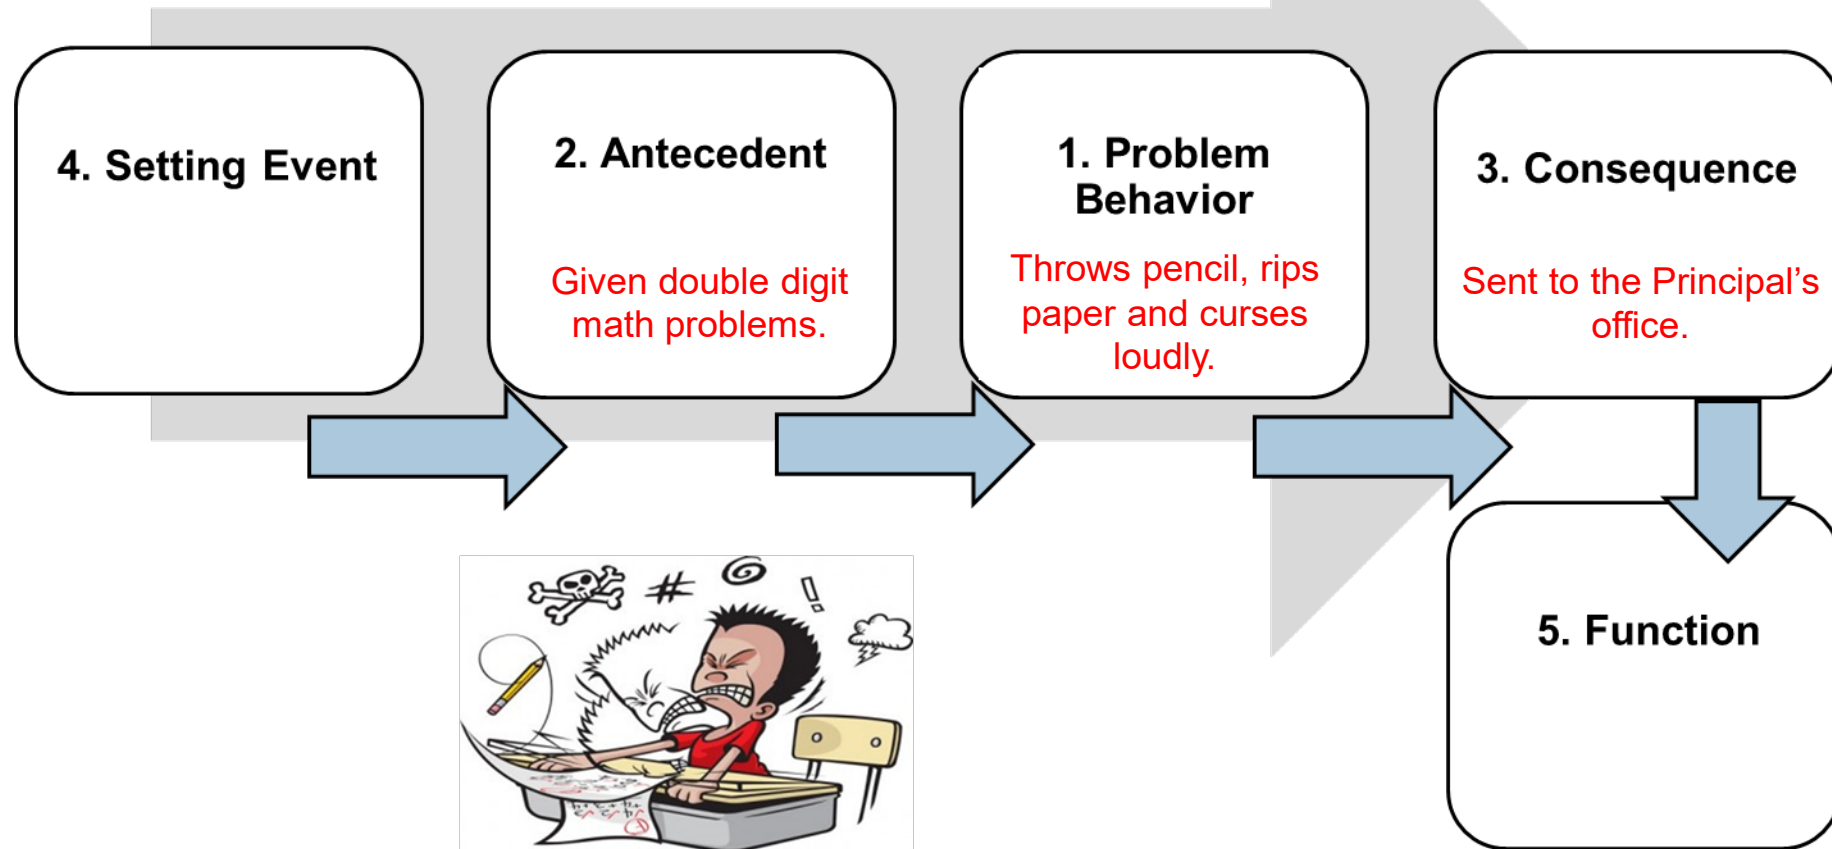 4. Setting Event
2. Antecedent
Given double digit
math problems.
1. Problem
Behavior
Throws pencil, rips
paper and curses
loudly.
3. Consequence
Sent to the Principal’s
office.
5. Function
#
!